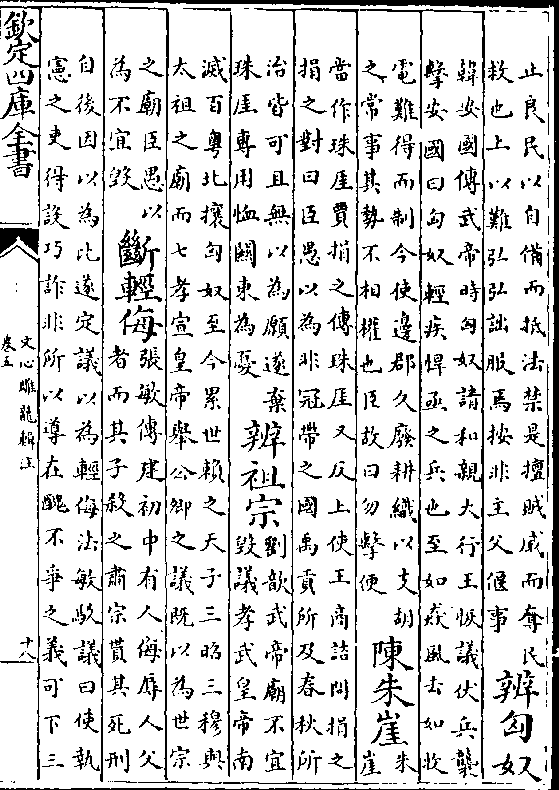 止良民以自備而抵法禁是擅賊威而奪民
救也上以難弘弘詘服焉按非主父偃事
辨匈奴
韓安國傳武帝時匈奴請和親大行王恢議伏兵襲
擊安國曰匈奴輕疾悍亟之兵也至如猋風去如收
電難得而制今使邊郡久廢耕織以支胡
之常事其勢不相權也臣故曰勿擊便
陳朱崖
朱
崖
當作珠厓賈捐之傳珠厓又反上使王商詰問捐之
捐之對曰臣愚以為非冠帶之國禹貢所及春秋所
治皆可且無以為願遂棄
珠厓專用恤關東為憂
辨祖宗
劉歆武帝廟不宜
毀議孝武皇帝南
滅百粤北攘匈奴至今累世賴之天子三昭三穆與
太祖之廟而七孝宣皇帝舉公卿之議既以為世宗
之廟臣愚以
為不宜毀
斷輕侮
張敏傳建初中有人侮辱人父
者而其子殺之肅宗貰其死刑
自後因以為比遂定議以為輕侮法敏駁議曰使執
憲之吏得設巧詐非所以導在醜不爭之義可下三
欽定四庫全書
文心雕龍輯注
卷五
十八